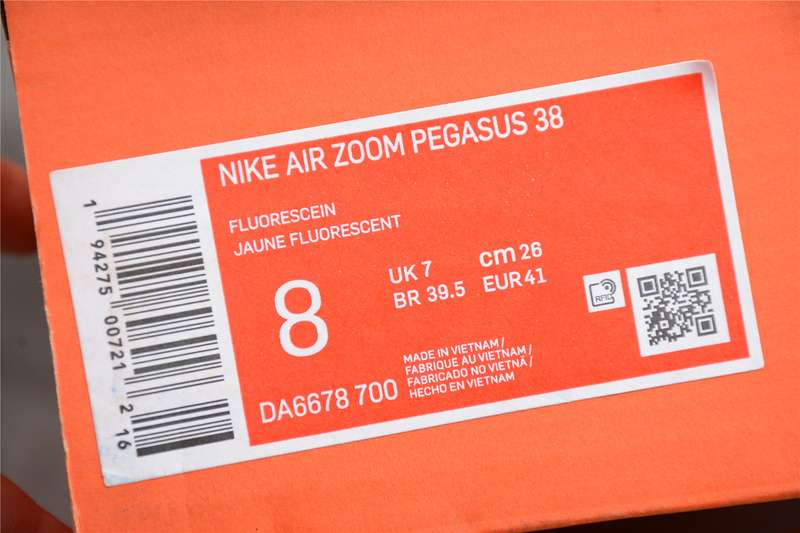 NIKE AIR ZOOM PEGASUS 38
FLUORESCEIN
JAUNE FLUORESCENT
8
UK 7
cm 26
BR 39.5
EUR 41
MADE IN VIETNAM /
FABRIQUE AU VIETNAM /
FABRICADO NO VIETNÃ /
HECHO EN VIETNAM
DA6678 700
RFID
1 94275 00721 2 16